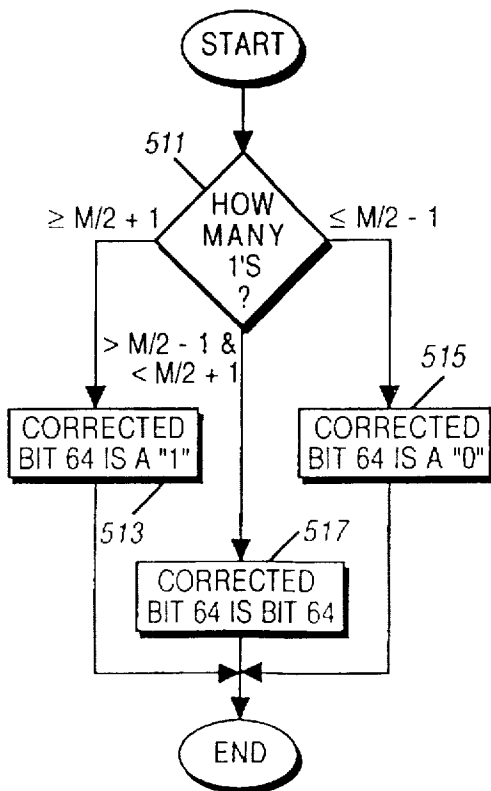 START
511
HOW
MANY
1'S
?
≥ M/2 + 1
≤ M/2 - 1
> M/2 - 1 &
< M/2 + 1
515
CORRECTED
BIT 64 IS A "1"
CORRECTED
BIT 64 IS A "0"
513
517
CORRECTED
BIT 64 IS BIT 64
END